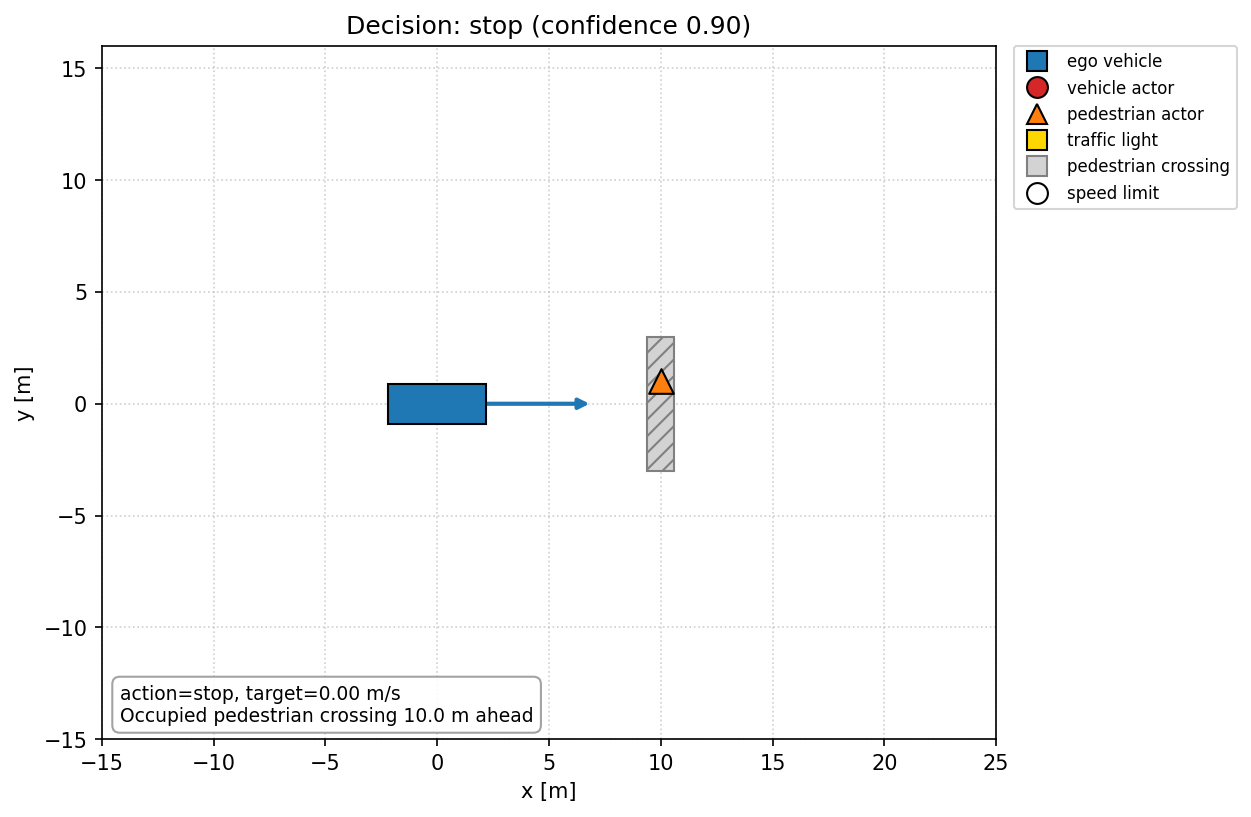 Decision: stop (confidence 0.90)
15
10
5
0
−5
−10
−15
y [m]
−15
−10
−5
0
5
10
15
20
25
x [m]
action=stop, target=0.00 m/s
Occupied pedestrian crossing 10.0 m ahead
ego vehicle
vehicle actor
pedestrian actor
traffic light
pedestrian crossing
speed limit